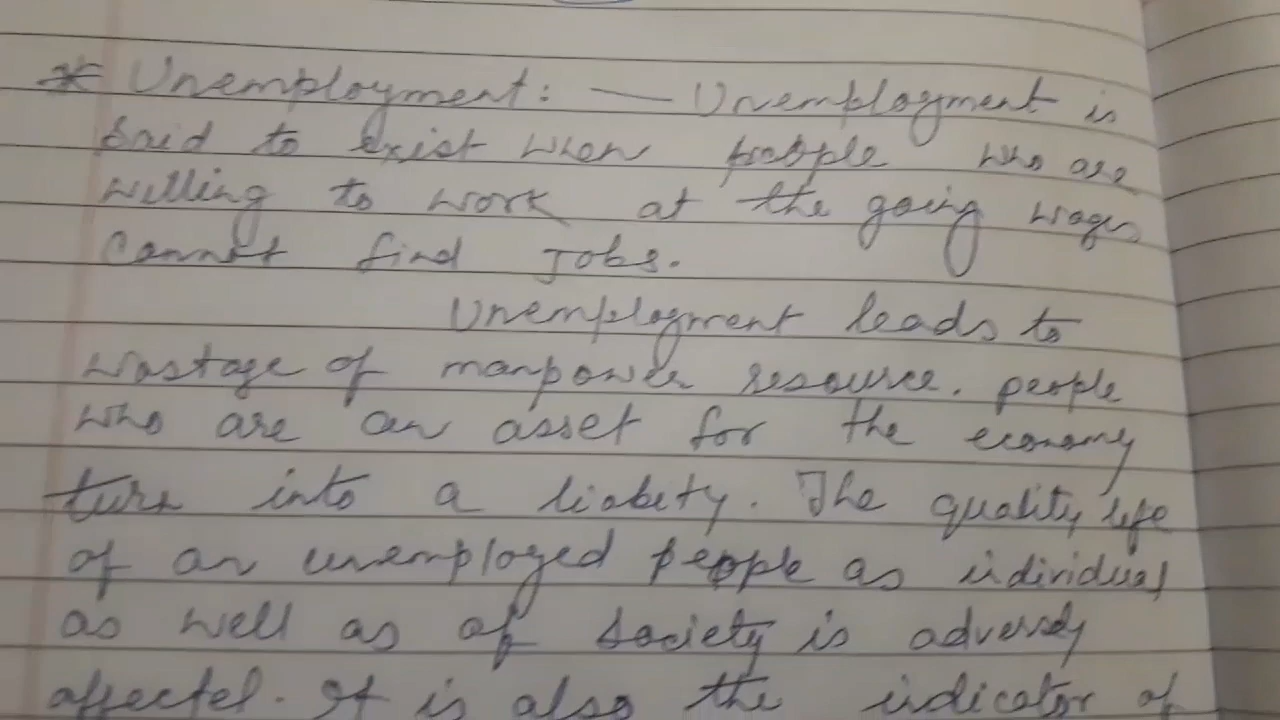 * Unemployment: — Unemployment is
said to exist when people who are
willing to work at the going wages
cannot find jobs.
Unemployment leads to
wastage of manpower resource. people
who are an asset for the economy
turn into a liabety. The quality life
of an unemployed people as individual
as well as of society is adversly
affected. It is also the indicator of